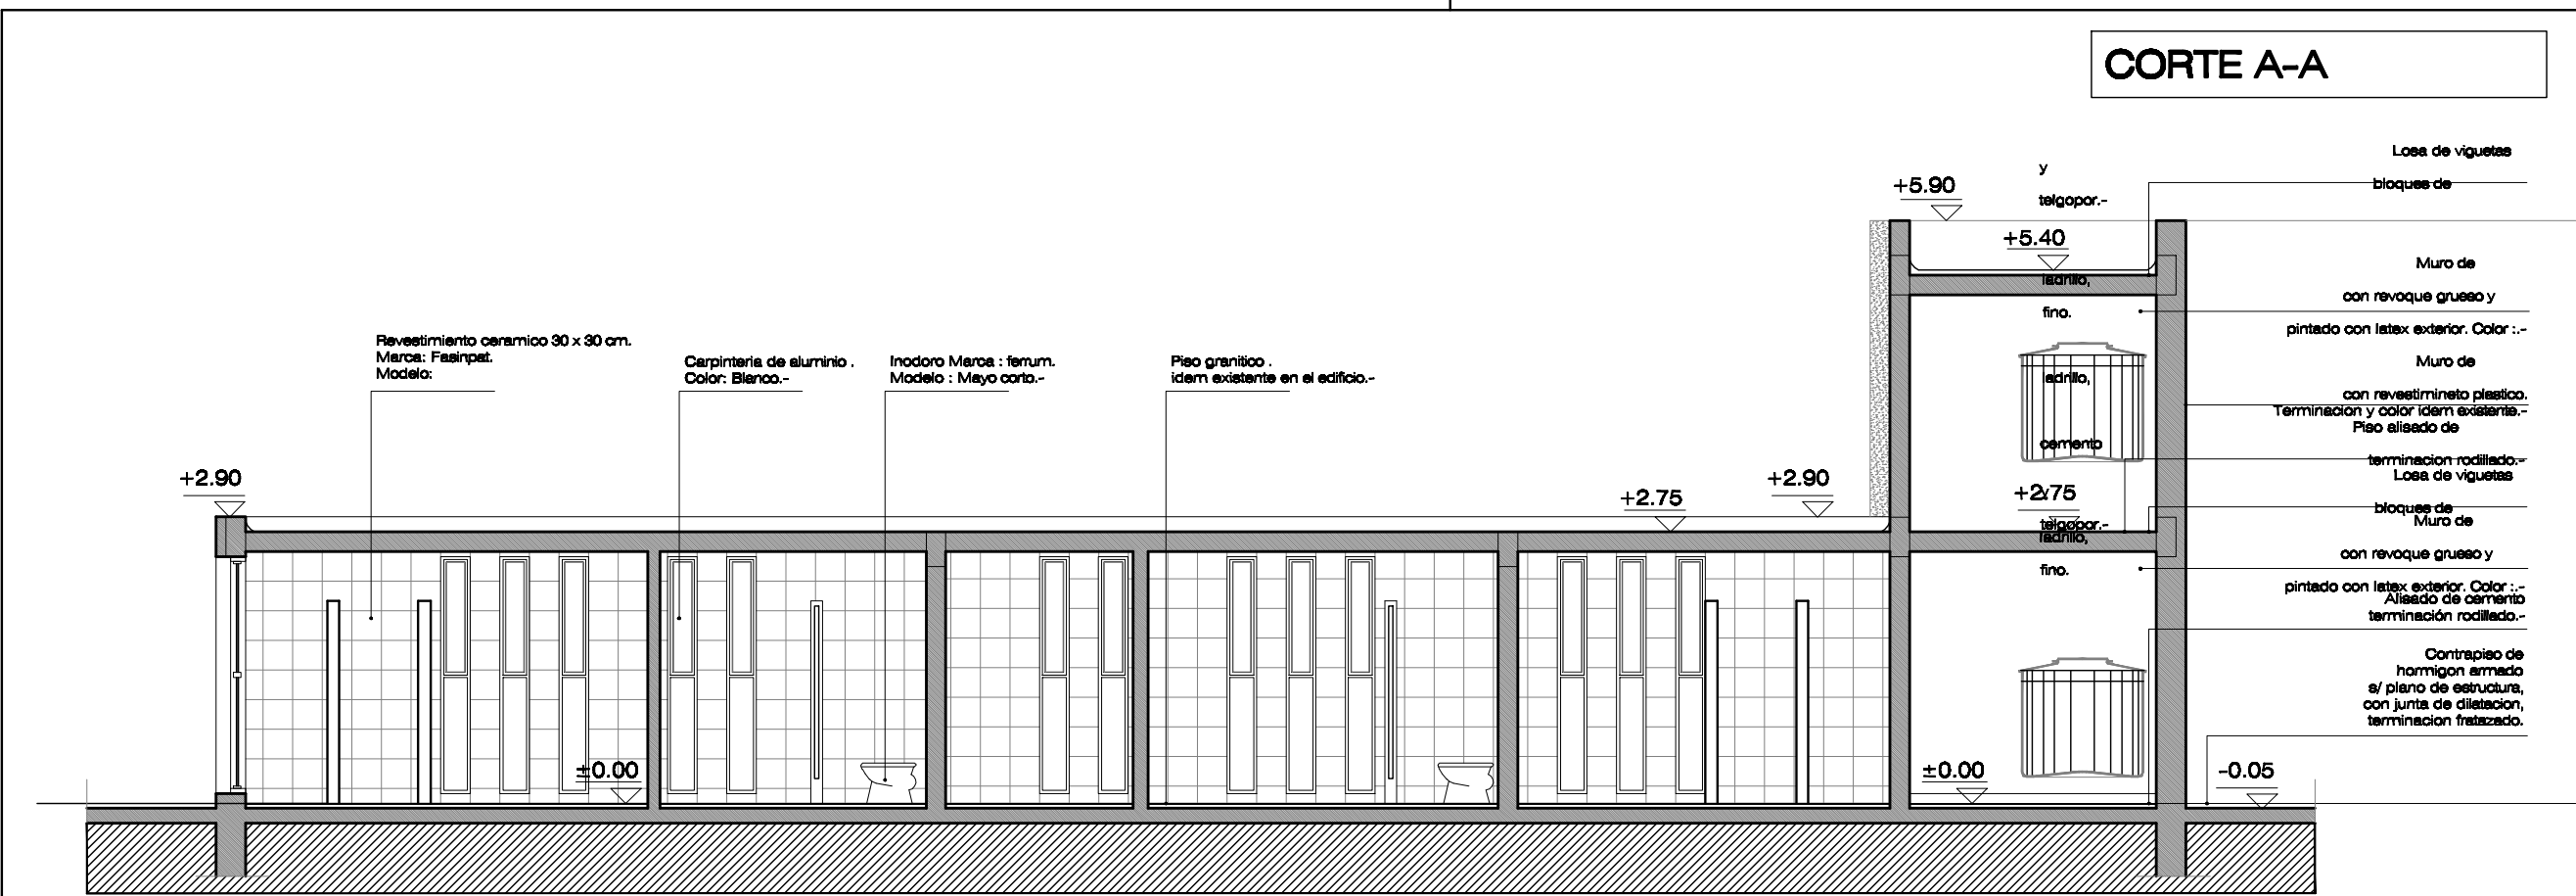 CORTE A-A
Losa de viguetas
y
bloques de
telgopor.-
+5.90
+5.40
Muro de
ladrillo,
con revoque grueso y
fino.
pintado con latex exterior. Color :.-
Revestimiento ceramico 30 x 30 cm.
Marca: Fasinpat.
Modelo:
Carpinteria de aluminio .
Color: Blanco.-
Inodoro Marca : ferrum.
Modelo : Mayo corto.-
Piso granitico .
idem existente en el edificio.-
Muro de
ladrillo,
con revestimineto plastico.
Terminacion y color idem existente.-
Piso alisado de
cemento
terminacion rodillado.-
+2.90
+2.75
+2.90
+2.75
Losa de viguetas
y
bloques de
telgopor.-
Muro de
ladrillo,
con revoque grueso y
fino.
pintado con latex exterior. Color :.-
Alisado de cemento
terminación rodillado.-
Contrapiso de
hormigon armado
s/ plano de estructura,
con junta de dilatacion,
terminacion fratazado.
±0.00
±0.00
-0.05